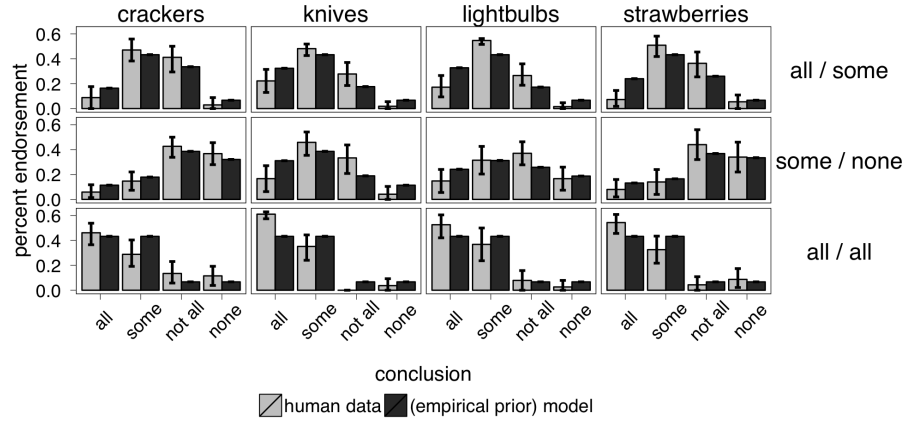 crackers knives lightbulbs strawberries
0.6
0.4
0.2
0.0
all / some
percent endorsement
0.6
0.4
0.2
0.0
some / none
0.6
0.4
0.2
0.0
all / all
all some not all none all some not all none all some not all none all some not all none
conclusion
human data (empirical prior) model